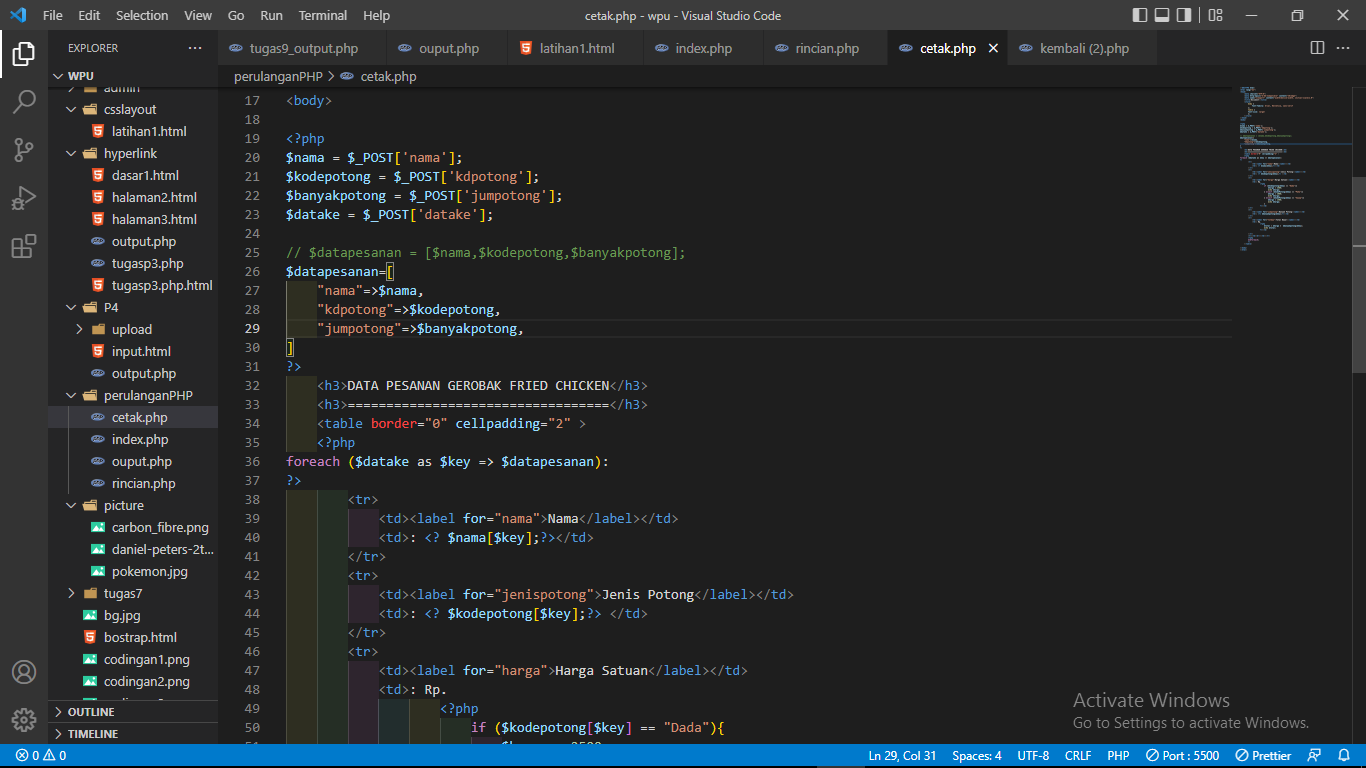 File Edit Selection View Go Run Terminal Help cetak.php - wpu - Visual Studio Code
EXPLORER ...
tugas9_output.php ouput.php latihan1.html index.php rincian.php cetak.php kembali (2).php
WPU
admin
csslayout
latihan1.html
hyperlink
dasar1.html
halaman2.html
halaman3.html
output.php
tugasp3.php
tugasp3.php.html
P4
upload
input.html
output.php
perulanganPHP
cetak.php
index.php
ouput.php
rincian.php
picture
carbon_fibre.png
daniel-peters-2t...
pokemon.jpg
tugas7
bg.jpg
bostrap.html
codingan1.png
codingan2.png
OUTLINE
TIMELINE
perulanganPHP > cetak.php
17 <body>
18
19 <?php
20 $nama = $_POST['nama'];
21 $kodepotong = $_POST['kdpotong'];
22 $banyakpotong = $_POST['jumpotong'];
23 $datake = $_POST['datake'];
24
25 // $datapesanan = [$nama,$kodepotong,$banyakpotong];
26 $datapesanan=[
27 "nama"=>$nama,
28 "kdpotong"=>$kodepotong,
29 "jumpotong"=>$banyakpotong,
30 ]
31 ?>
32 <h3>DATA PESANAN GEROBAK FRIED CHICKEN</h3>
33 <h3>==================================</h3>
34 <table border="0" cellpadding="2" >
35 <?php
36 foreach ($datake as $key => $datapesanan):
37 ?>
38 <tr>
39 <td><label for="nama">Nama</label></td>
40 <td>: <? $nama[$key];?></td>
41 </tr>
42 <tr>
43 <td><label for="jenispotong">Jenis Potong</label></td>
44 <td>: <? $kodepotong[$key];?> </td>
45 </tr>
46 <tr>
47 <td><label for="harga">Harga Satuan</label></td>
48 <td>: Rp.
49 <?php
50 if ($kodepotong[$key] == "Dada"){
Activate Windows
Go to Settings to activate Windows.
0 0 Ln 29, Col 31 Spaces: 4 UTF-8 CRLF PHP Port : 5500 Prettier